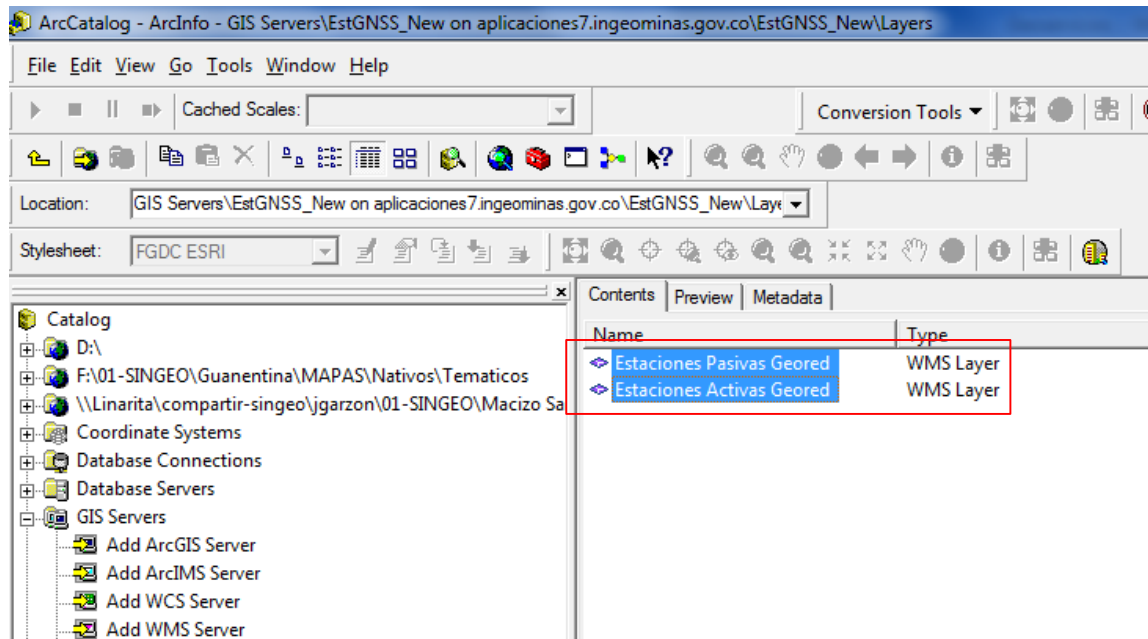 ArcCatalog - ArcInfo - GIS Servers\EstGNSS_New on aplicaciones7.ingeominas.gov.co\EstGNSS_New\Layers
File Edit View Go Tools Window Help
Cached Scales: Conversion Tools
Location: GIS Servers\EstGNSS_New on aplicaciones7.ingeominas.gov.co\EstGNSS_New\Laye
Stylesheet: FGDC ESRI
Contents Preview Metadata
Name Type
Estaciones Pasivas Geored WMS Layer
Estaciones Activas Geored WMS Layer
Catalog
D:\
F:\01-SINGEO\Guanentina\MAPAS\Nativos\Tematicos
\\Linarita\compartir-singeo\jgarzon\01-SINGEO\Macizo Sa
Coordinate Systems
Database Connections
Database Servers
GIS Servers
Add ArcGIS Server
Add ArcIMS Server
Add WCS Server
Add WMS Server